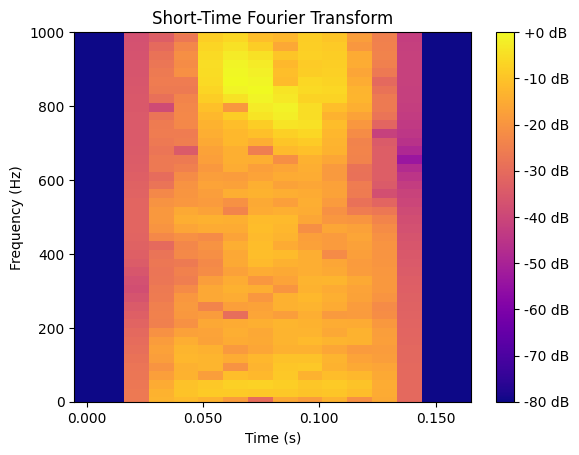 Short-Time Fourier Transform
Frequency (Hz)
1000
800
600
400
200
0
0.000
0.050
0.100
0.150
Time (s)
+0 dB
-10 dB
-20 dB
-30 dB
-40 dB
-50 dB
-60 dB
-70 dB
-80 dB